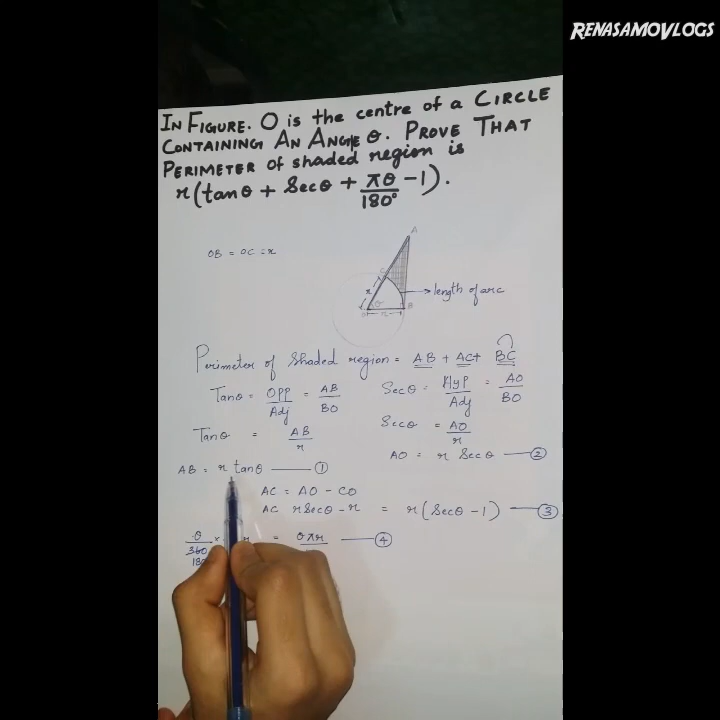 RENASAMOVLOGS
IN FIGURE. O is the centre of a CIRCLE
CONTAINING AN ANGLE θ. PROVE THAT
PERIMETER of shaded region is
r(tanθ + Secθ + πθ/180° - 1).
OB = OC = r
A
C
r
θ
O
r
B
length of arc
Perimeter of Shaded region = AB + AC + BC
Tanθ = OPP/Adj = AB/BO
Secθ = Hyp/Adj = AO/BO
Tanθ = AB/r
Secθ = AO/r
AO = r Secθ — ②
AB = r tanθ — ①
AC = AO - CO
AC rSecθ - r = r(Secθ - 1) — ③
θ/360 × r = θπr — ④
180